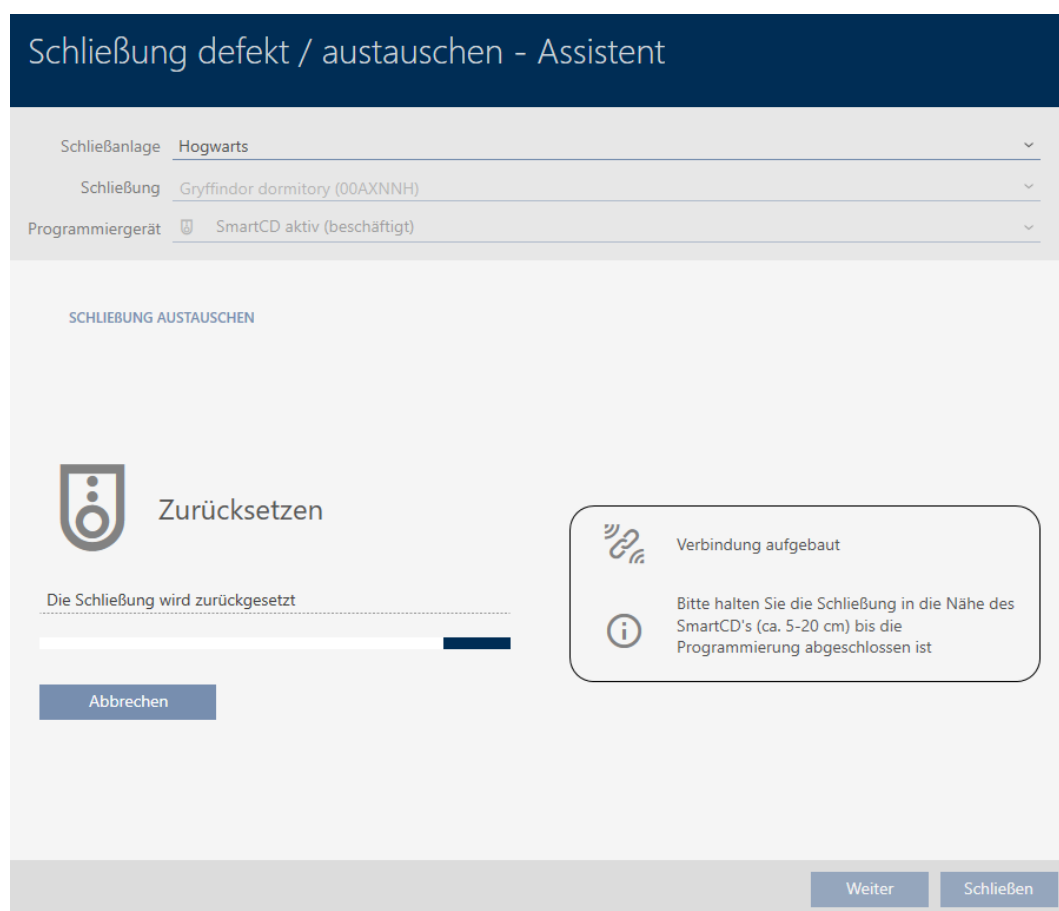 Schließung defekt / austauschen - Assistent
Schließanlage Hogwarts
Schließung Gryffindor dormitory (00AXNNH)
Programmiergerät SmartCD aktiv (beschäftigt)
SCHLIEßUNG AUSTAUSCHEN
Zurücksetzen
Die Schließung wird zurückgesetzt
Abbrechen
Verbindung aufgebaut
Bitte halten Sie die Schließung in die Nähe des
SmartCD's (ca. 5-20 cm) bis die
Programmierung abgeschlossen ist
Weiter
Schließen